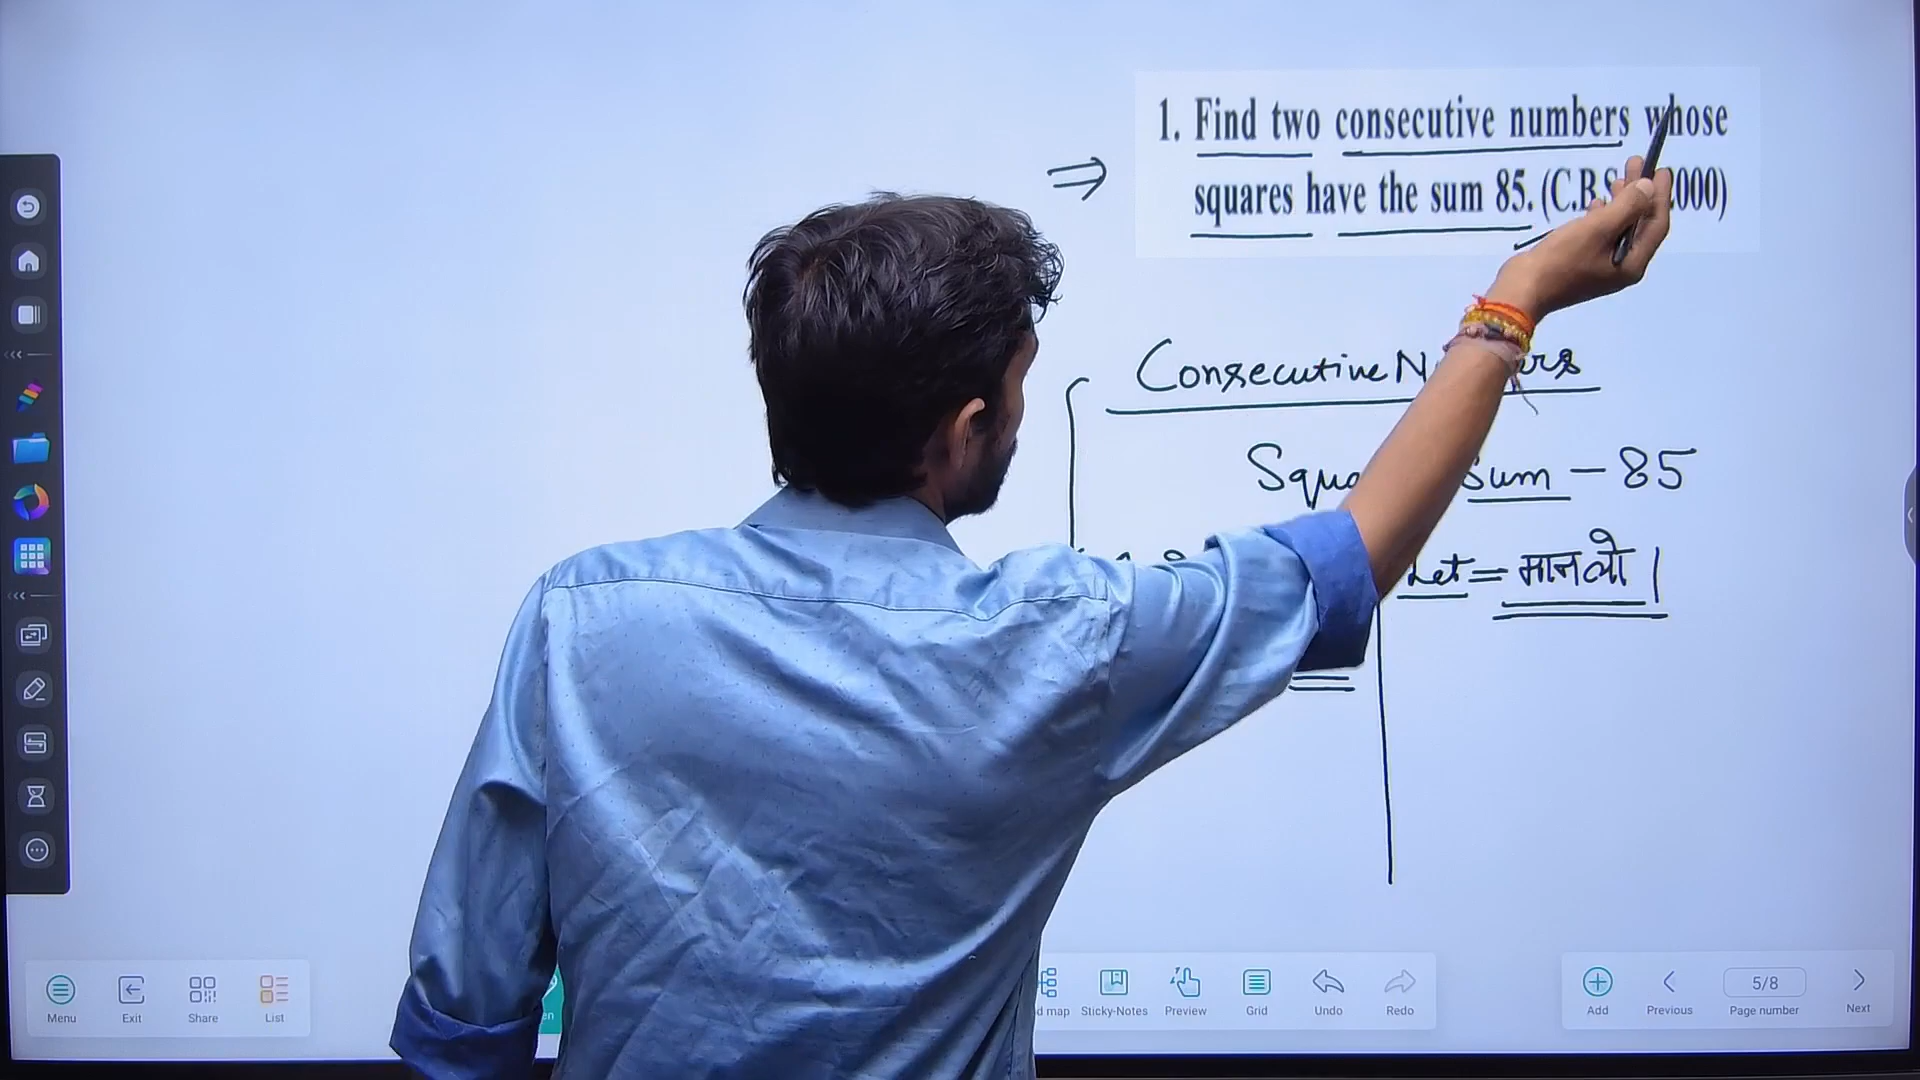 1. Find two consecutive numbers whose
squares have the sum 85. (C.B.S 2000)
⇒
Consecutive
Sum – 85
Let = मानलो।
Menu
Exit
Share
List
Sticky-Notes
Preview
Grid
Undo
Redo
Add
Previous
5/8
Page number
Next